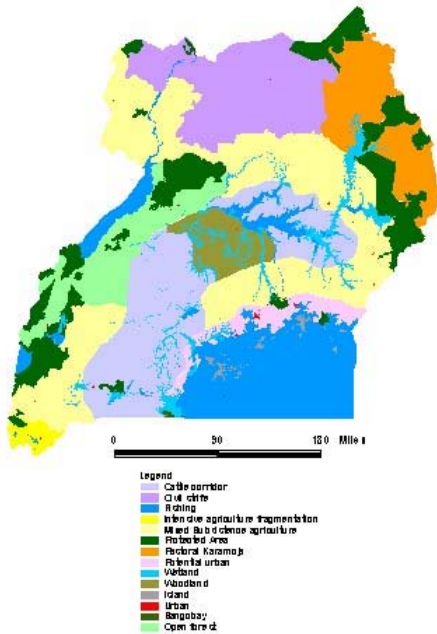 0 90 180 Miles
Legend
Cattle corridor
Civil strife
Fishing
Intensive agriculture fragmentation
Mixed Subsistence agriculture
Protected Area
Pastoral Karamoja
Potential urban
Wetland
Woodland
Island
Urban
Bangobay
Open forest